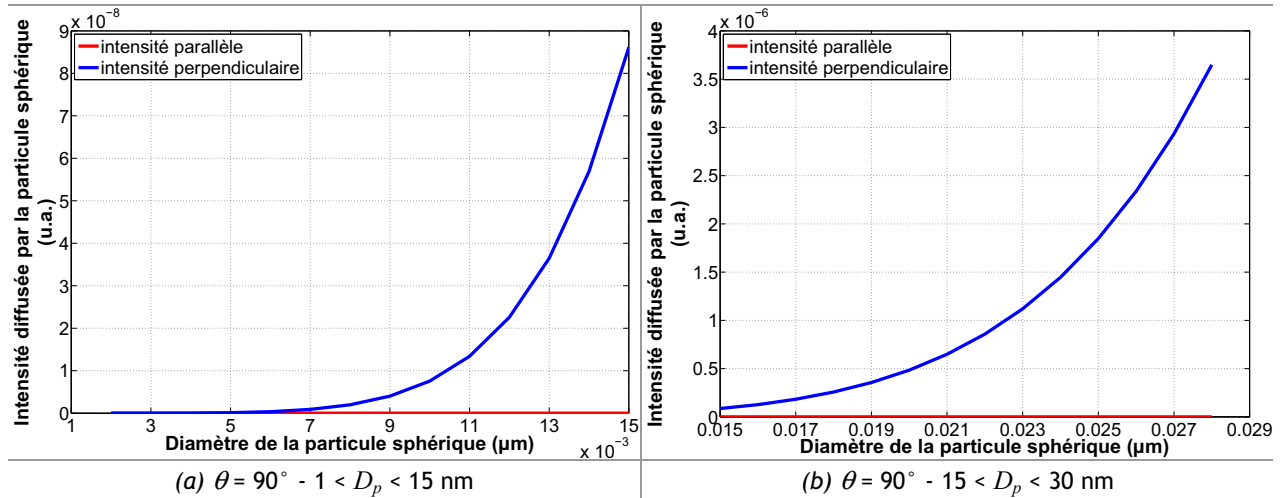 x 10⁻⁸
intensité parallèle
intensité perpendiculaire
Intensité diffusée par la particule sphérique
(u.a.)
9
8
7
6
5
4
3
2
1
0
1 3 5 7 9 11 13 15
Diamètre de la particule sphérique (µm)
x 10⁻³
(a) θ = 90° - 1 < Dₚ < 15 nm
x 10⁻⁶
intensité parallèle
intensité perpendiculaire
Intensité diffusée par la particule sphérique
(u.a.)
4
3.5
3
2.5
2
1.5
1
0.5
0
0.015 0.017 0.019 0.021 0.023 0.025 0.027 0.029
Diamètre de la particule sphérique (µm)
(b) θ = 90° - 15 < Dₚ < 30 nm